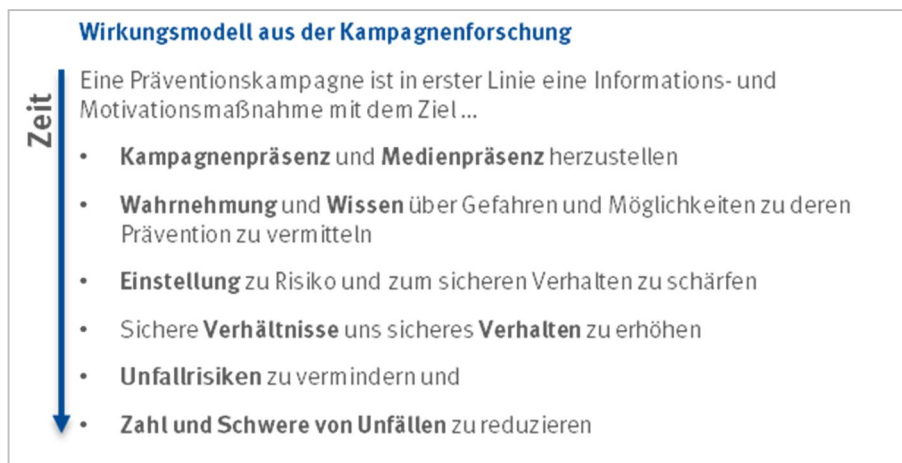 Wirkungsmodell aus der Kampagnenforschung
Zeit
Eine Präventionskampagne ist in erster Linie eine Informations- und
Motivationsmaßnahme mit dem Ziel ...
• Kampagnenpräsenz und Medienpräsenz herzustellen
• Wahrnehmung und Wissen über Gefahren und Möglichkeiten zu deren
Prävention zu vermitteln
• Einstellung zu Risiko und zum sicheren Verhalten zu schärfen
• Sichere Verhältnisse uns sicheres Verhalten zu erhöhen
• Unfallrisiken zu vermindern und
• Zahl und Schwere von Unfällen zu reduzieren